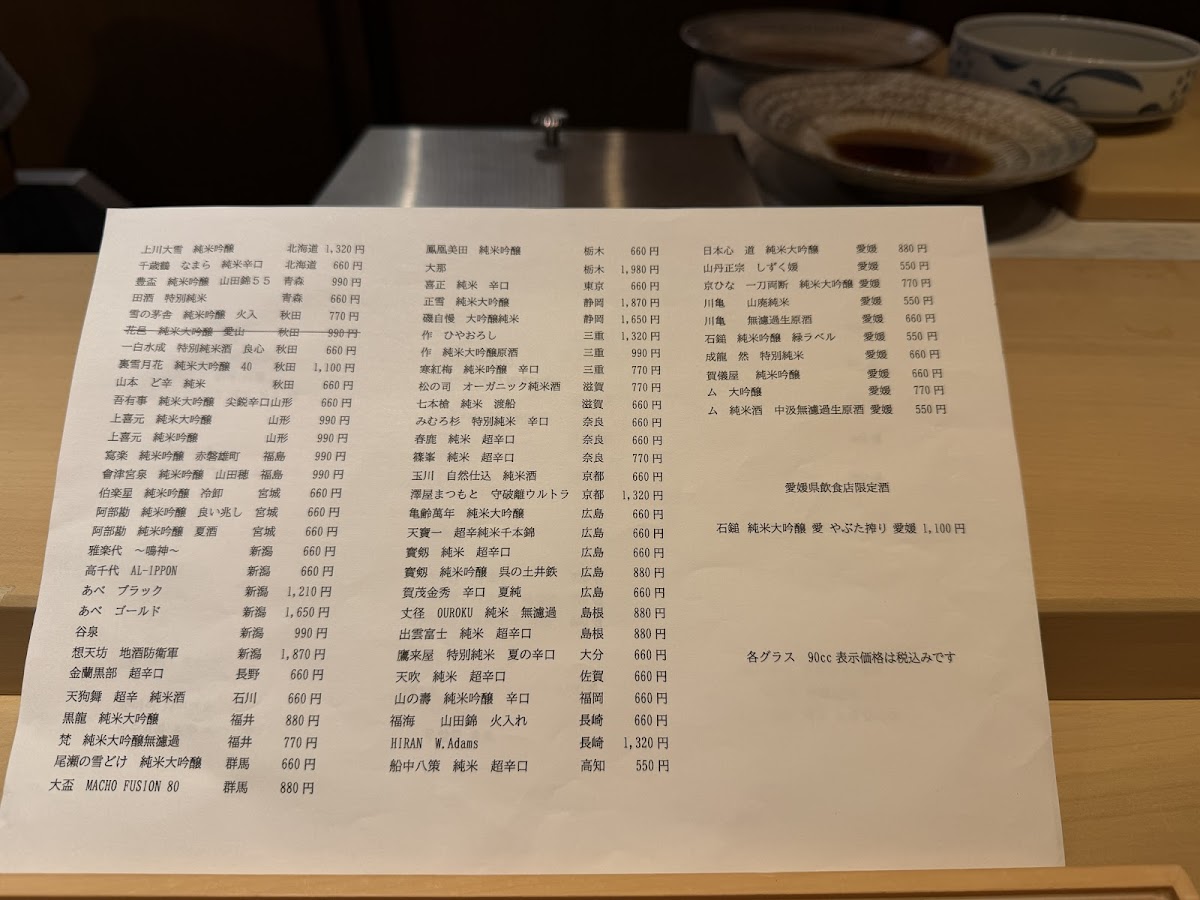 上川大雪 純米吟醸 北海道 1,320円
千歳鶴 なまら 純米辛口 北海道 660円
豊盃 純米吟醸 山田錦55 青森 990円
田酒 特別純米 青森 660円
雪の茅舎 純米吟醸 火入 秋田 770円
花邑 純米大吟醸 愛山 秋田 990円
一白水成 特別純米酒 良心 秋田 660円
裏雪月花 純米大吟醸 40 秋田 1,100円
山本 ど辛 純米 秋田 660円
吾有事 純米大吟醸 尖鋭辛口山形 660円
上喜元 純米大吟醸 山形 990円
上喜元 純米吟醸 山形 990円
寫楽 純米吟醸 赤磐雄町 福島 990円
會津宮泉 純米吟醸 山田穂 福島 990円
伯楽星 純米吟醸 冷卸 宮城 660円
阿部勘 純米吟醸 良い兆し 宮城 660円
阿部勘 純米吟醸 夏酒 宮城 660円
雅楽代 ～鳴神～ 新潟 660円
高千代 AL-IPPON 新潟 660円
あべ ブラック 新潟 1,210円
あべ ゴールド 新潟 1,650円
谷泉 新潟 990円
想天坊 地酒防衛軍 新潟 1,870円
金蘭黒部 超辛口 長野 660円
天狗舞 超辛 純米酒 石川 660円
黒龍 純米大吟醸 福井 880円
梵 純米大吟醸無濾過 福井 770円
尾瀬の雪どけ 純米大吟醸 群馬 660円
大盃 MACHO FUSION 80 群馬 880円
鳳凰美田 純米吟醸 栃木 660円
大那 栃木 1,980円
喜正 純米 辛口 東京 660円
正雪 純米大吟醸 静岡 1,870円
磯自慢 大吟醸純米 静岡 1,650円
作 ひやおろし 三重 1,320円
作 純米大吟醸原酒 三重 990円
寒紅梅 純米吟醸 辛口 三重 770円
松の司 オーガニック純米酒 滋賀 770円
七本槍 純米 渡船 滋賀 660円
みむろ杉 特別純米 辛口 奈良 660円
春鹿 純米 超辛口 奈良 660円
篠峯 純米 超辛口 奈良 770円
玉川 自然仕込 純米酒 京都 660円
澤屋まつもと 守破離ウルトラ 京都 1,320円
亀齢萬年 純米大吟醸 広島 660円
天寶一 超辛純米千本錦 広島 660円
寶剱 純米 超辛口 広島 660円
寶剱 純米吟醸 呉の土井鉄 広島 880円
賀茂金秀 辛口 夏純 広島 660円
丈径 OUROKU 純米 無濾過 島根 880円
出雲富士 純米 超辛口 島根 880円
鷹来屋 特別純米 夏の辛口 大分 660円
天吹 純米 超辛口 佐賀 660円
山の壽 純米吟醸 辛口 福岡 660円
福海 山田錦 火入れ 長崎 660円
HIRAN W.Adams 長崎 1,320円
船中八策 純米 超辛口 高知 550円
日本心 道 純米大吟醸 愛媛 880円
山丹正宗 しずく媛 愛媛 550円
京ひな 一刀両断 純米大吟醸 愛媛 770円
川亀 山廃純米 愛媛 550円
川亀 無濾過生原酒 愛媛 660円
石鎚 純米吟醸 緑ラベル 愛媛 550円
成龍 然 特別純米 愛媛 660円
賀儀屋 純米吟醸 愛媛 660円
ム 大吟醸 愛媛 770円
ム 純米酒 中汲無濾過生原酒 愛媛 550円
愛媛県飲食店限定酒
石鎚 純米大吟醸 愛 やぶた搾り 愛媛 1,100円
各グラス 90cc 表示価格は税込みです